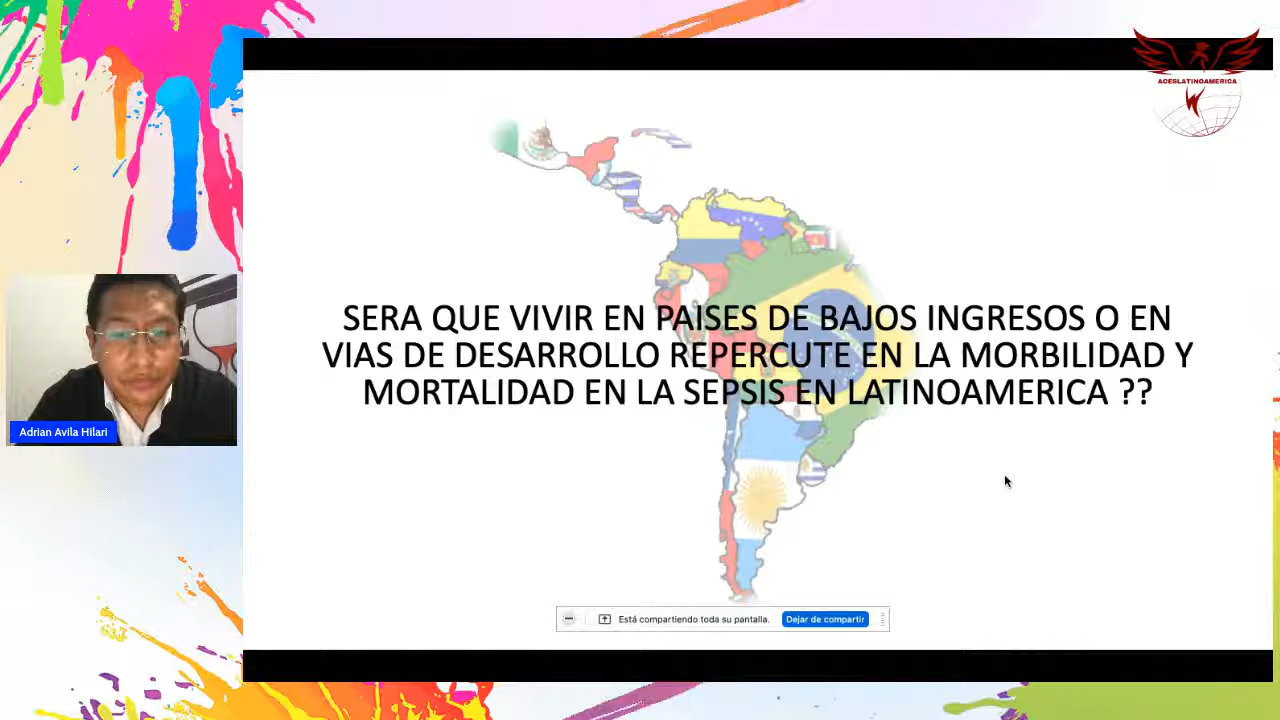 ACESLATINOAMERICA
SERA QUE VIVIR EN PAISES DE BAJOS INGRESOS O EN
VIAS DE DESARROLLO REPERCUTE EN LA MORBILIDAD Y
MORTALIDAD EN LA SEPSIS EN LATINOAMERICA ??
Adrian Avila Hilari
Está compartiendo toda su pantalla.
Dejar de compartir